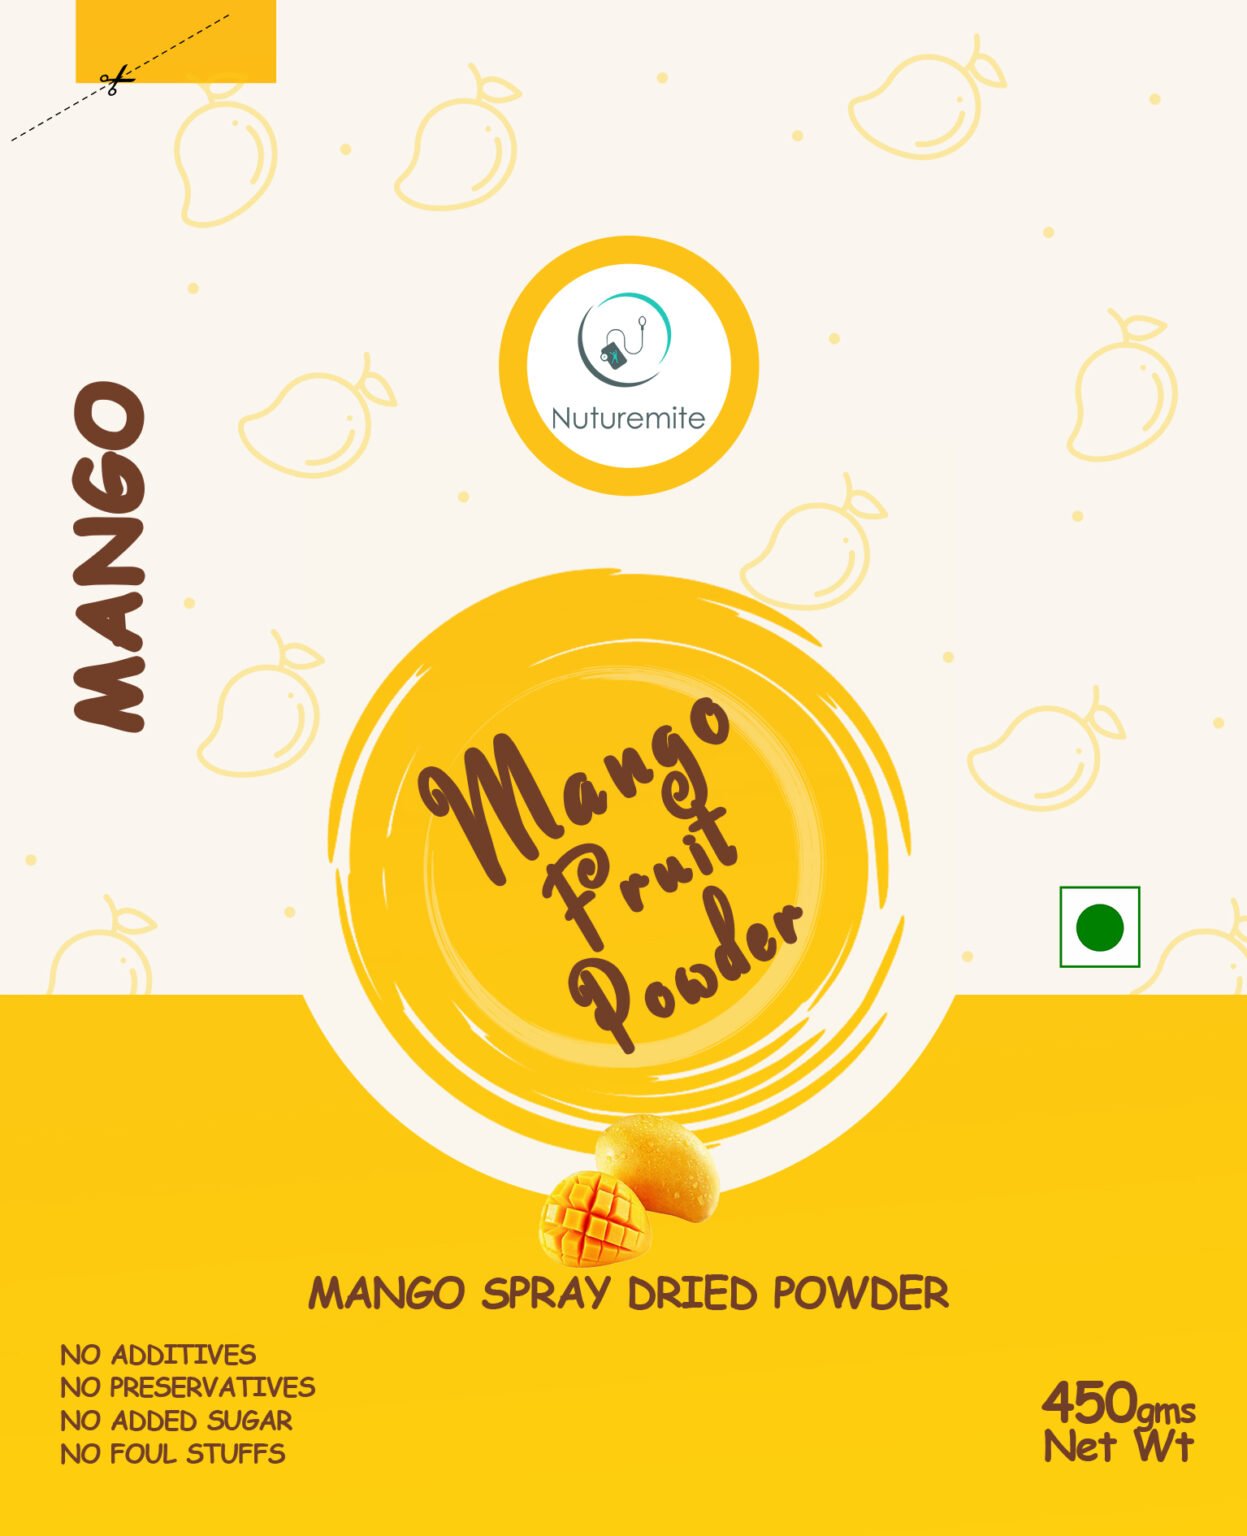 Nuturemite
MANGO
Mango
Fruit
Powder
MANGO SPRAY DRIED POWDER
NO ADDITIVES
NO PRESERVATIVES
NO ADDED SUGAR
NO FOUL STUFFS
450gms
Net Wt